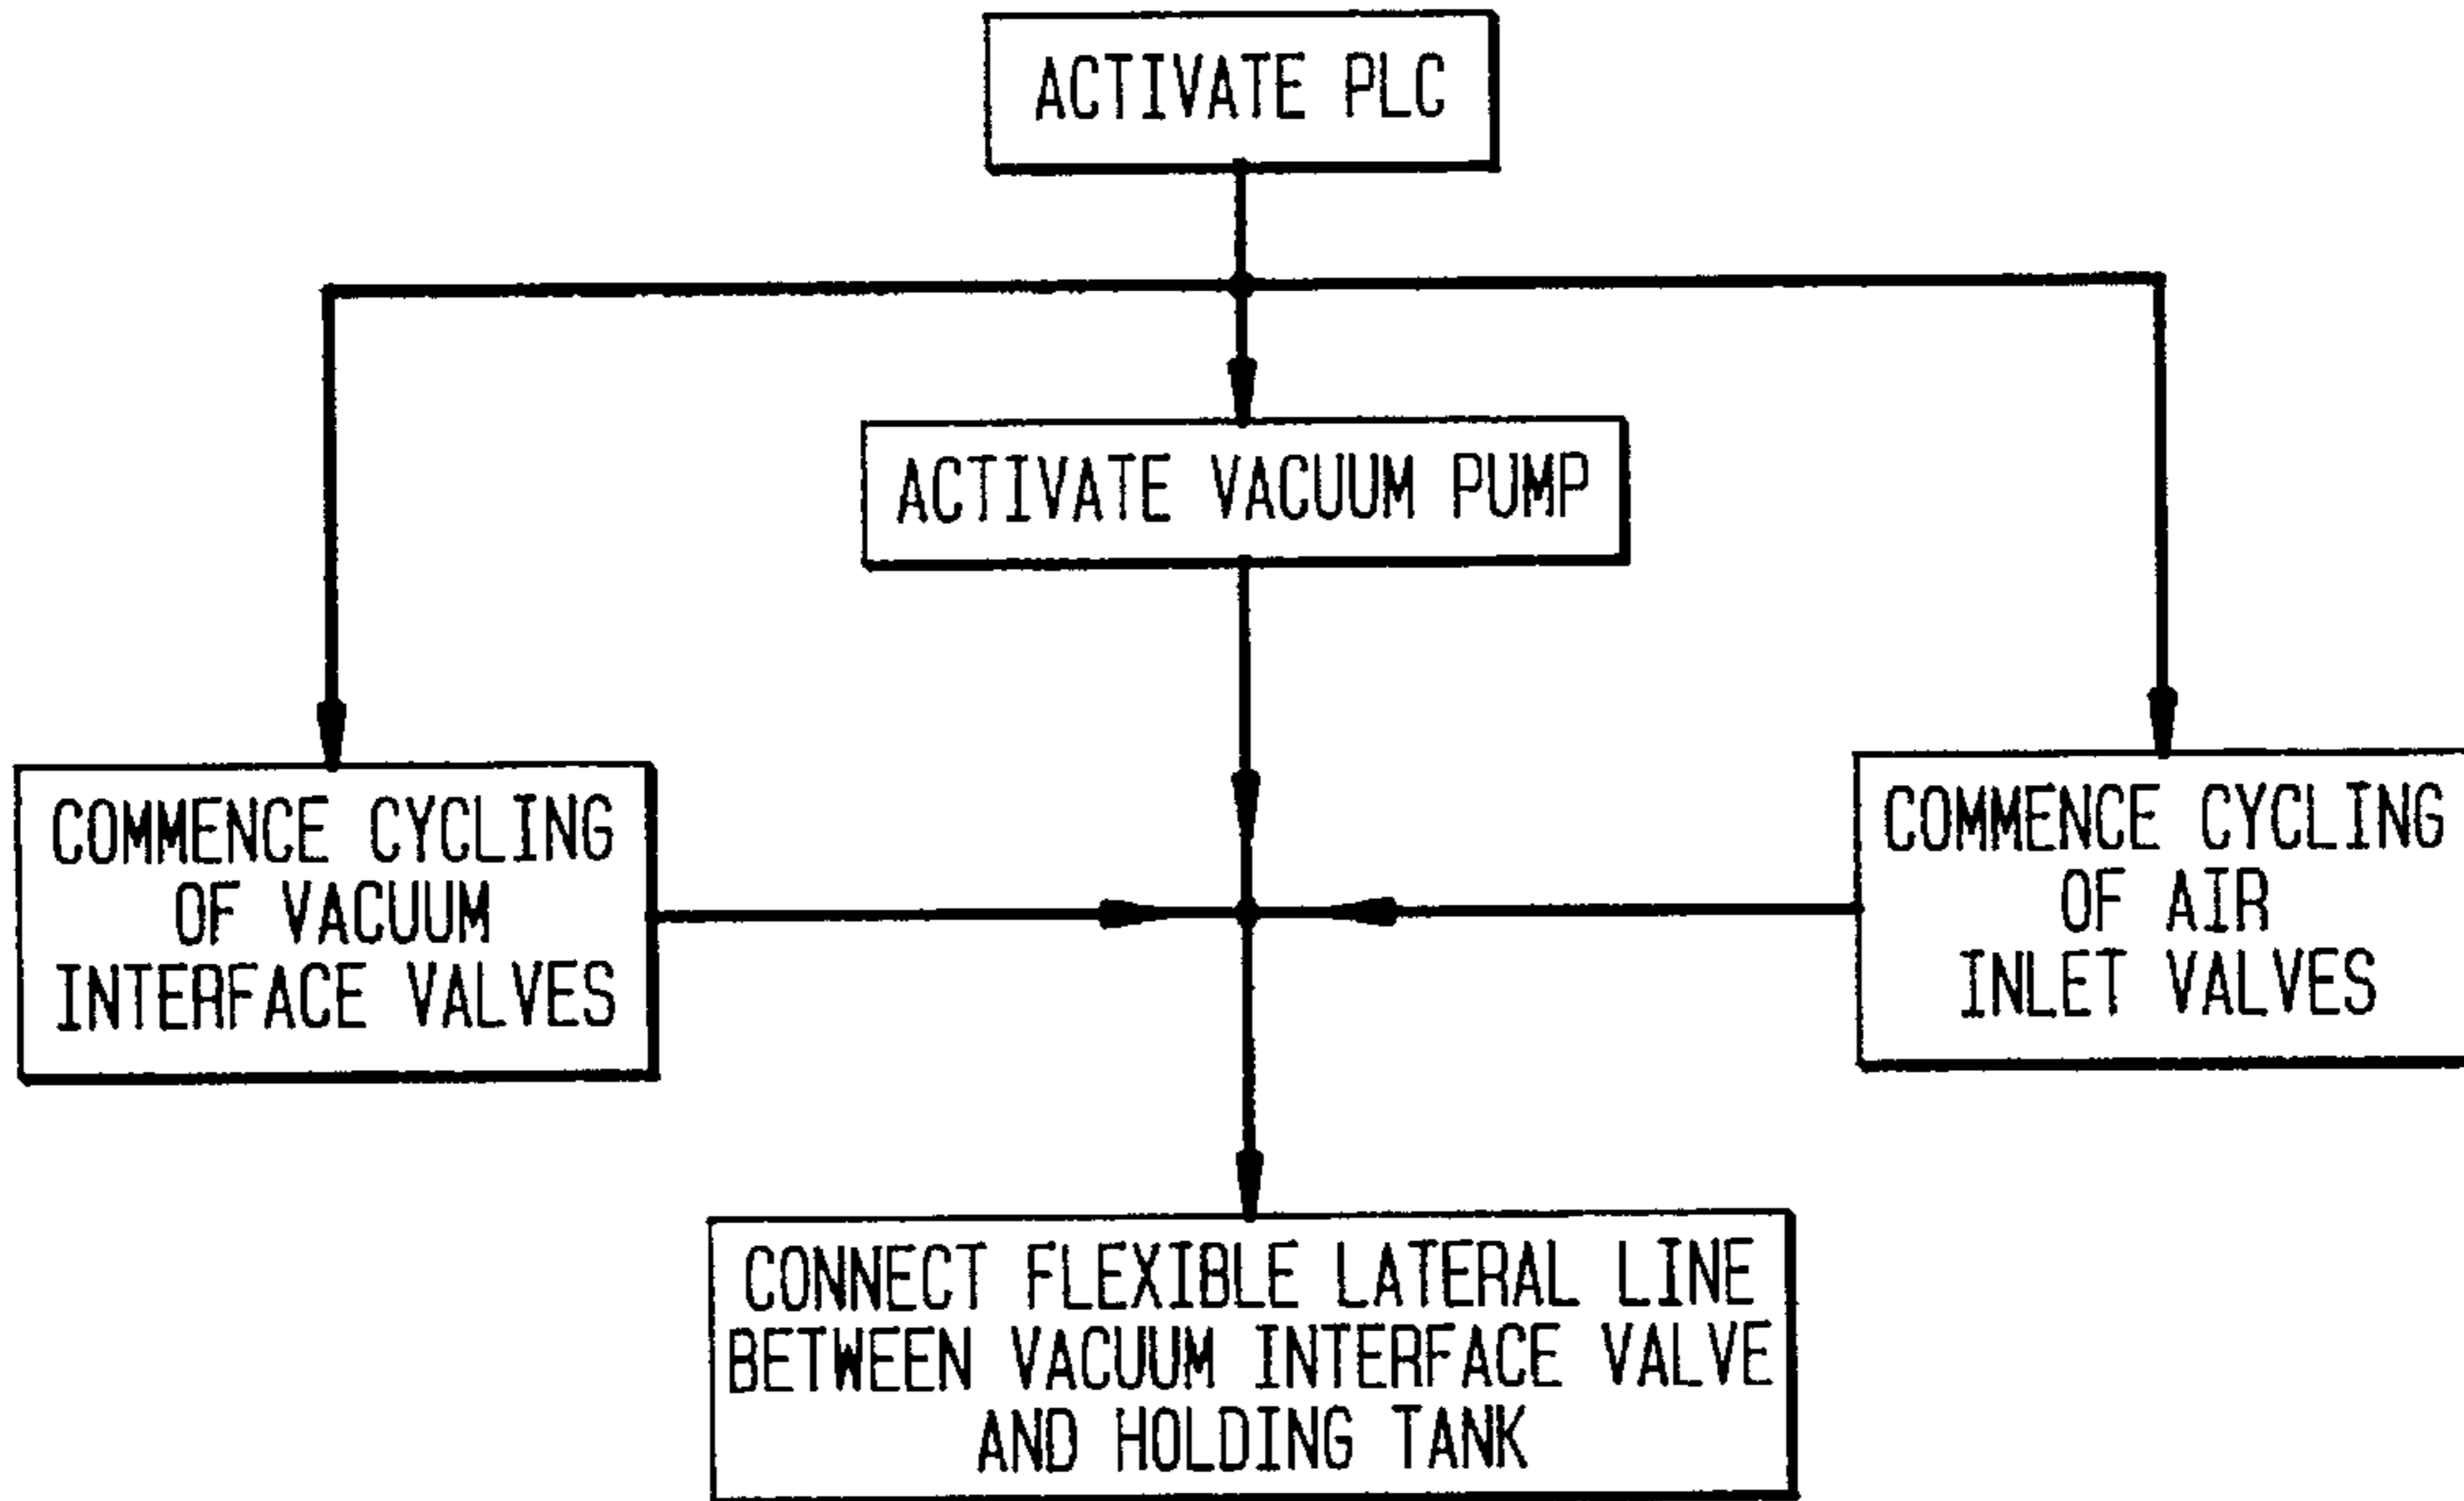 ACTIVATE PLC
ACTIVATE VACUUM PUMP
COMMENCE CYCLING
OF VACUUM
INTERFACE VALVES
COMMENCE CYCLING
OF AIR
INLET VALVES
CONNECT FLEXIBLE LATERAL LINE
BETWEEN VACUUM INTERFACE VALVE
AND HOLDING TANK